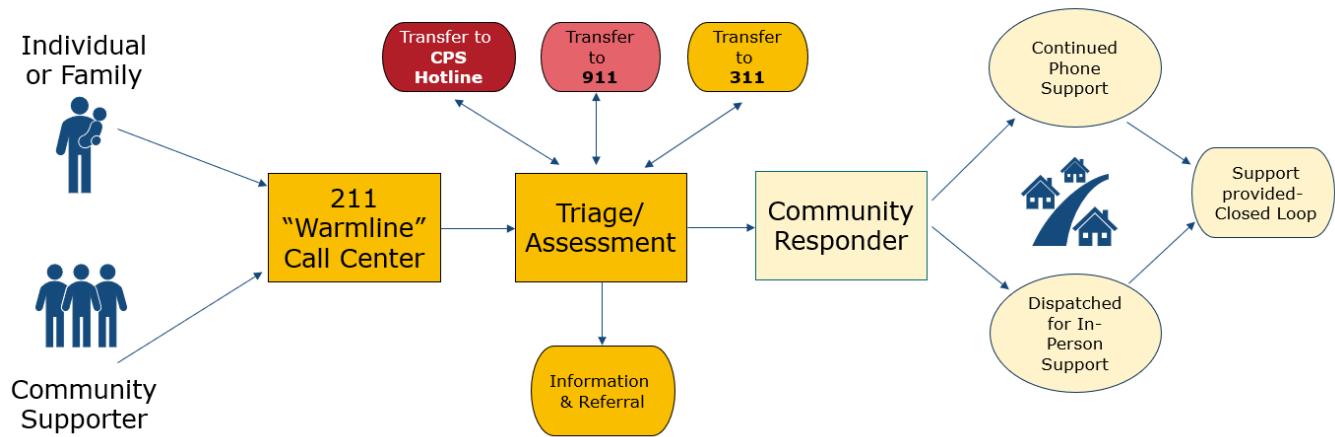 Individual
or Family
Community
Supporter
211
“Warmline”
Call Center
Transfer to
CPS
Hotline
Transfer
to
911
Transfer
to
311
Triage/
Assessment
Information
& Referral
Community
Responder
Continued
Phone
Support
Dispatched
for In-
Person
Support
Support
provided-
Closed Loop